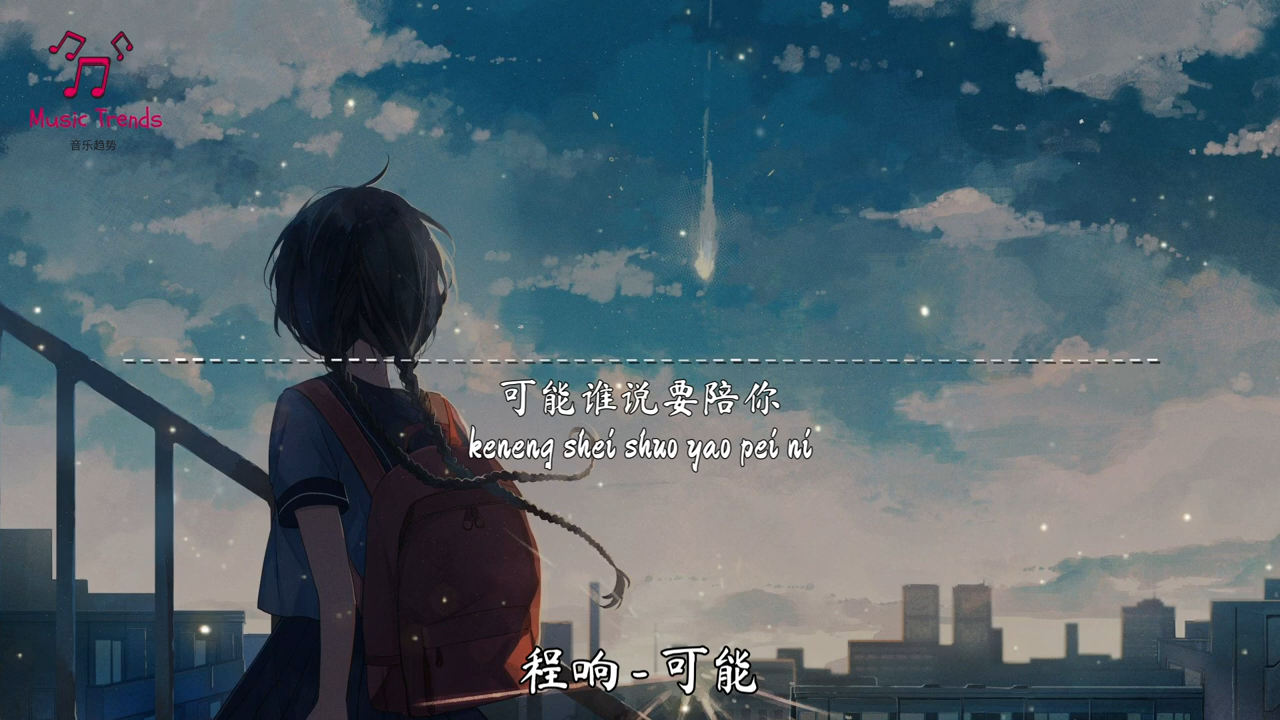 Music Trends
音乐趋势
可能谁说要陪你
keneng shei shuo yao pei ni
程响 - 可能